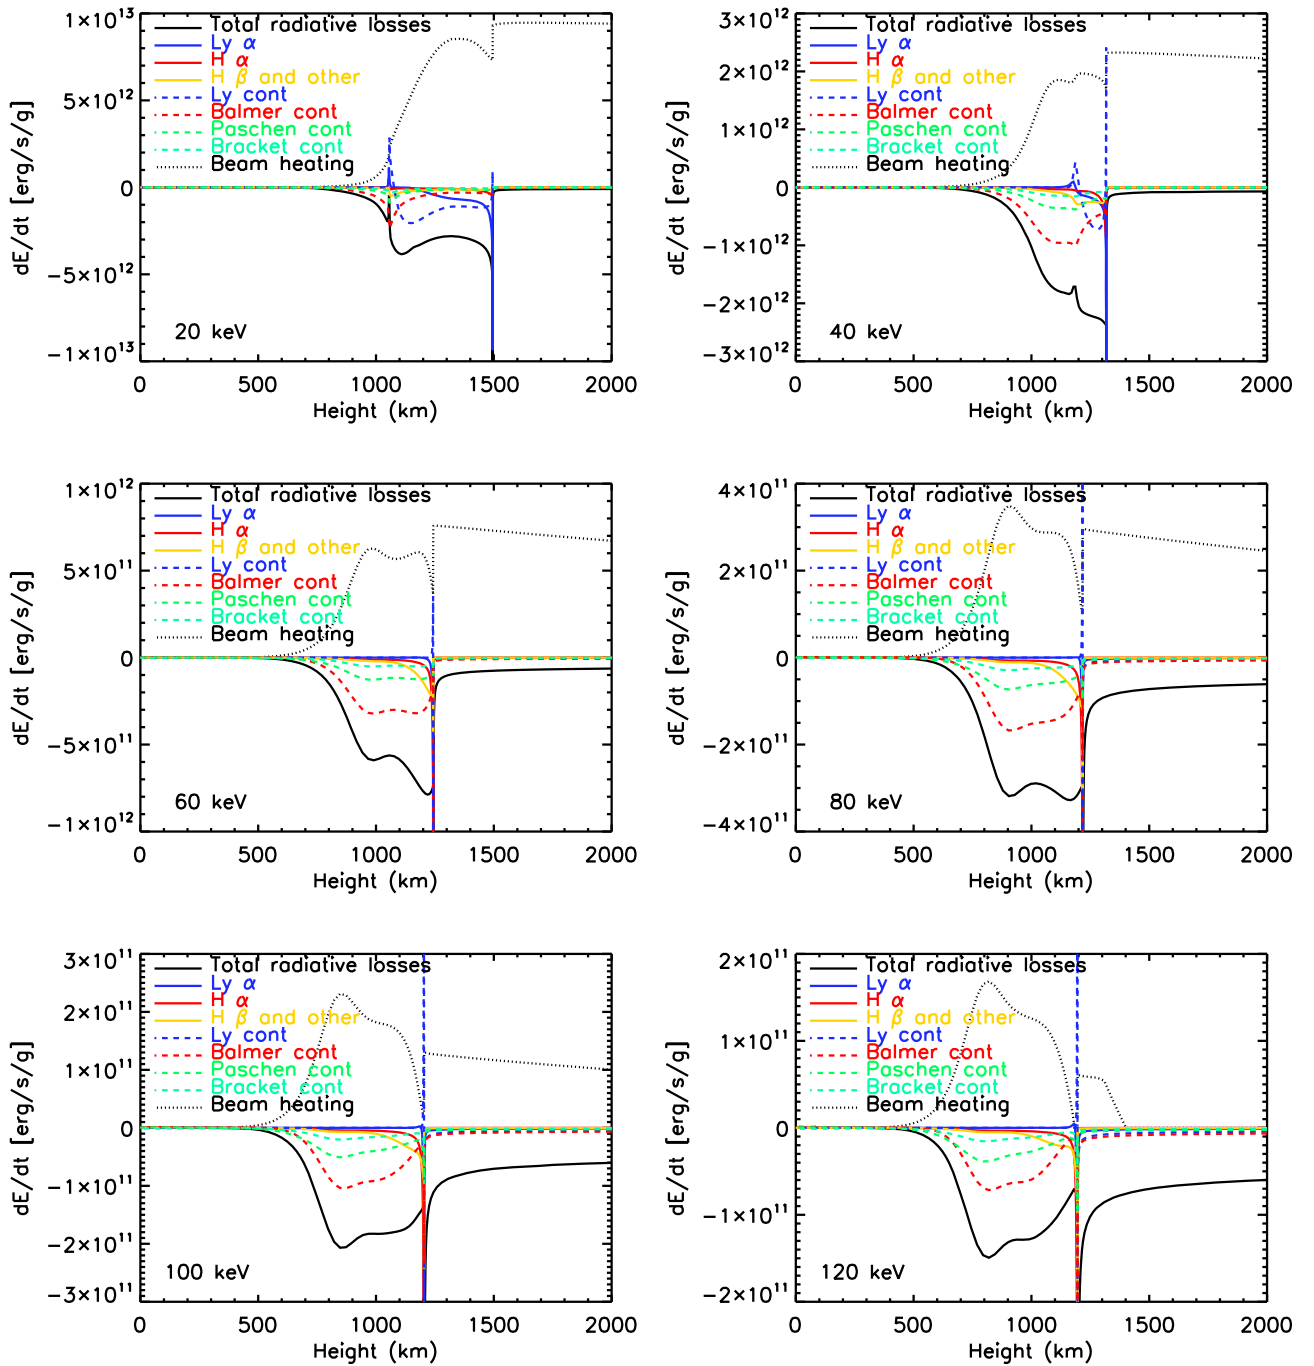 1×10¹³
5×10¹²
0
−5×10¹²
−1×10¹³
dE/dt [erg/s/g]
Total radiative losses
Ly α
H α
H β and other
Ly cont
Balmer cont
Paschen cont
Bracket cont
Beam heating
20 keV
0 500 1000 1500 2000
Height (km)
3×10¹²
2×10¹²
1×10¹²
0
−1×10¹²
−2×10¹²
−3×10¹²
dE/dt [erg/s/g]
Total radiative losses
Ly α
H α
H β and other
Ly cont
Balmer cont
Paschen cont
Bracket cont
Beam heating
40 keV
0 500 1000 1500 2000
Height (km)
1×10¹²
5×10¹¹
0
−5×10¹¹
−1×10¹²
dE/dt [erg/s/g]
Total radiative losses
Ly α
H α
H β and other
Ly cont
Balmer cont
Paschen cont
Bracket cont
Beam heating
60 keV
0 500 1000 1500 2000
Height (km)
4×10¹¹
2×10¹¹
0
−2×10¹¹
−4×10¹¹
dE/dt [erg/s/g]
Total radiative losses
Ly α
H α
H β and other
Ly cont
Balmer cont
Paschen cont
Bracket cont
Beam heating
80 keV
0 500 1000 1500 2000
Height (km)
3×10¹¹
2×10¹¹
1×10¹¹
0
−1×10¹¹
−2×10¹¹
−3×10¹¹
dE/dt [erg/s/g]
Total radiative losses
Ly α
H α
H β and other
Ly cont
Balmer cont
Paschen cont
Bracket cont
Beam heating
100 keV
0 500 1000 1500 2000
Height (km)
2×10¹¹
1×10¹¹
0
−1×10¹¹
−2×10¹¹
dE/dt [erg/s/g]
Total radiative losses
Ly α
H α
H β and other
Ly cont
Balmer cont
Paschen cont
Bracket cont
Beam heating
120 keV
0 500 1000 1500 2000
Height (km)